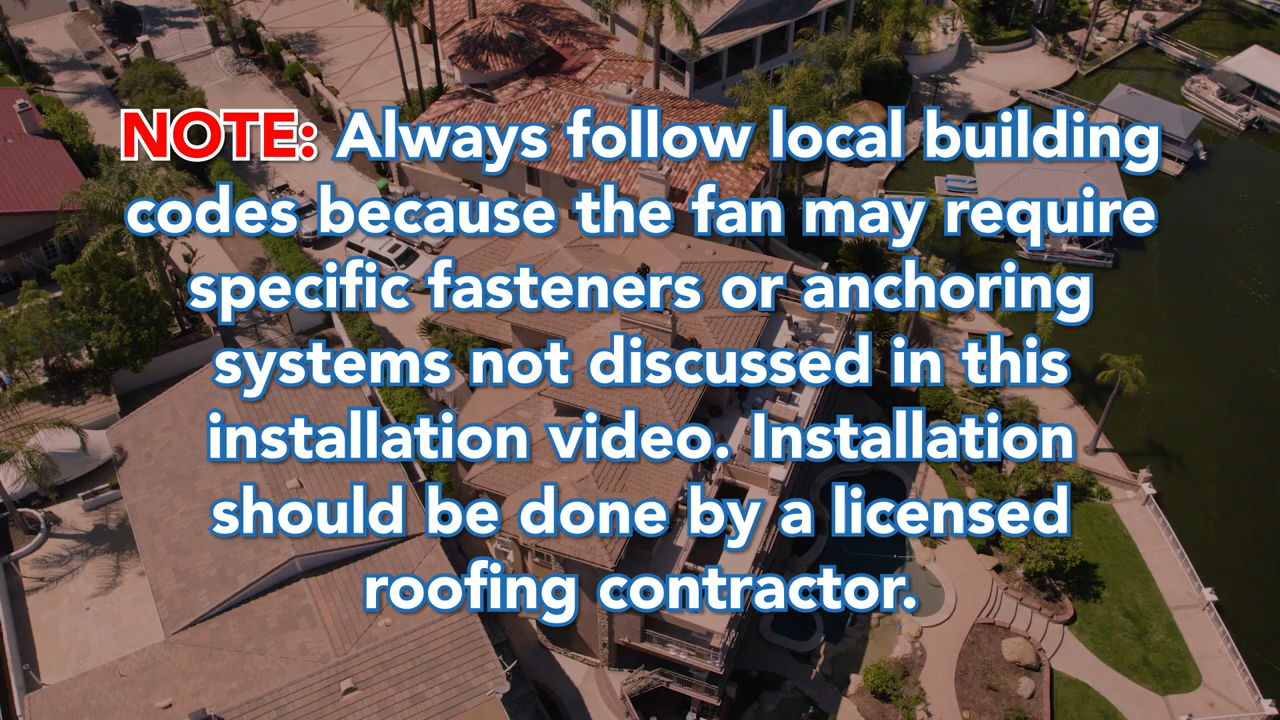 NOTE: Always follow local building
codes because the fan may require
specific fasteners or anchoring
systems not discussed in this
installation video. Installation
should be done by a licensed
roofing contractor.